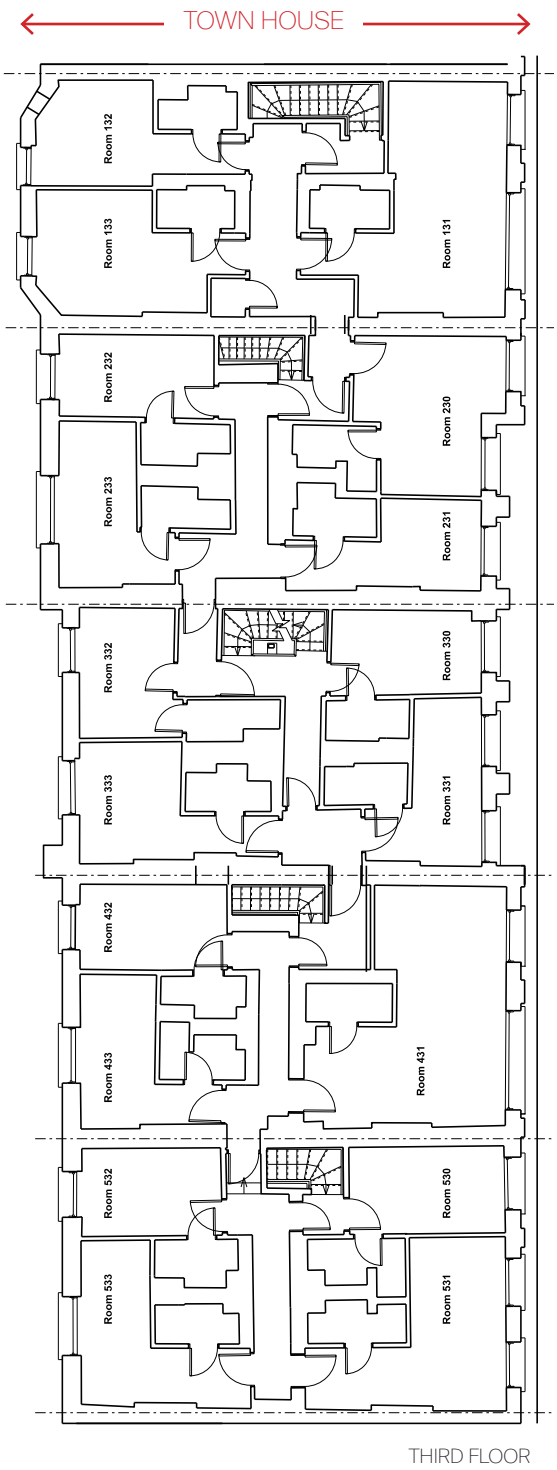 TOWN HOUSE
Room 132
Room 133
Room 131
Room 232
Room 230
Room 233
Room 231
Room 332
Room 330
Room 333
Room 331
Room 432
Room 433
Room 431
Room 532
Room 530
Room 533
Room 531
THIRD FLOOR